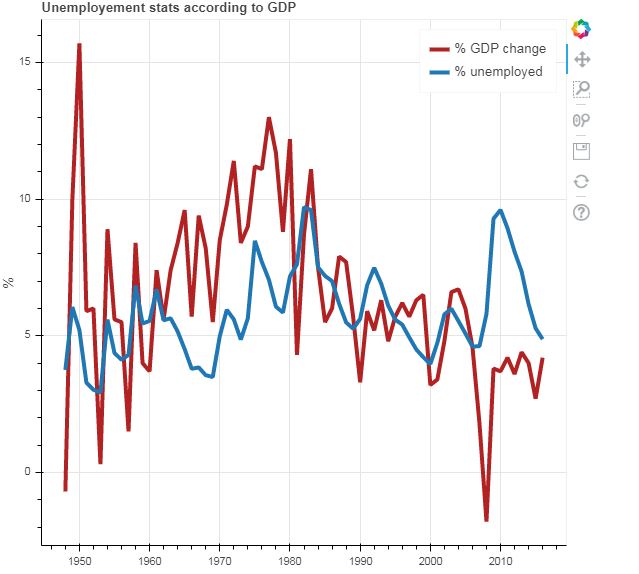 Unemployement stats according to GDP
% GDP change
% unemployed
15
10
5
0
%
1950 1960 1970 1980 1990 2000 2010